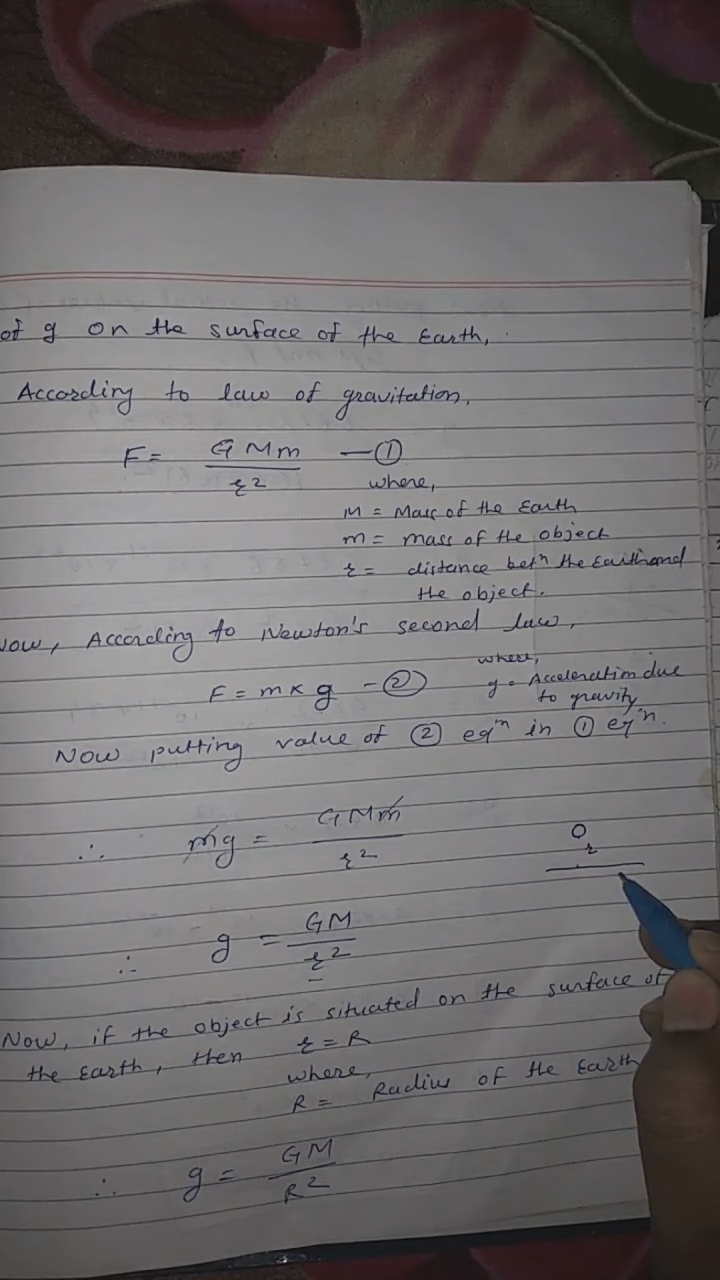 of g on the surface of the Earth,
According to law of gravitation,
F = GMm/r² — ①
where,
M = Mass of the Earth
m = mass of the object
r = distance betⁿ the Earth and
the object.
Now, According to Newton's second law,
F = m × g — ②
where,
g = Acceleration due
to gravity
Now putting value of ② eqⁿ in ① eqⁿ.
∴ mg = GMm/r²
O
r
∴ g = GM/r²
Now, if the object is situated on the surface of
the Earth, then r = R
where,
R = Radius of the Earth
∴ g = GM/R²